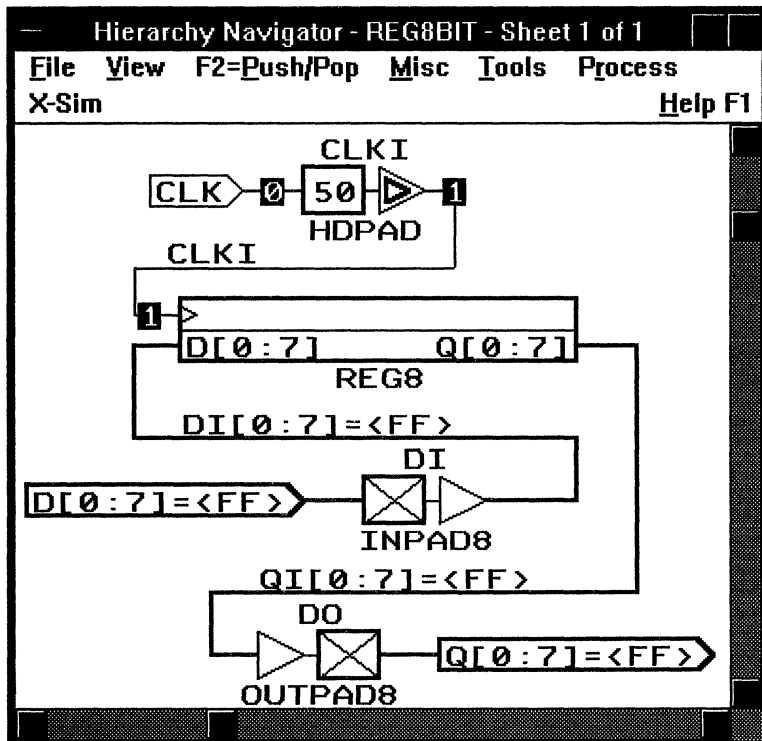 Hierarchy Navigator - REG8BIT - Sheet 1 of 1
File View F2=Push/Pop Misc Tools Process
X-Sim Help F1
CLKI
CLK 0 50 1
HDPAD
CLKI
1
D[0:7] Q[0:7]
REG8
DI[0:7]=<FF>
DI
D[0:7]=<FF>
INPAD8
QI[0:7]=<FF>
DO
Q[0:7]=<FF>
OUTPAD8